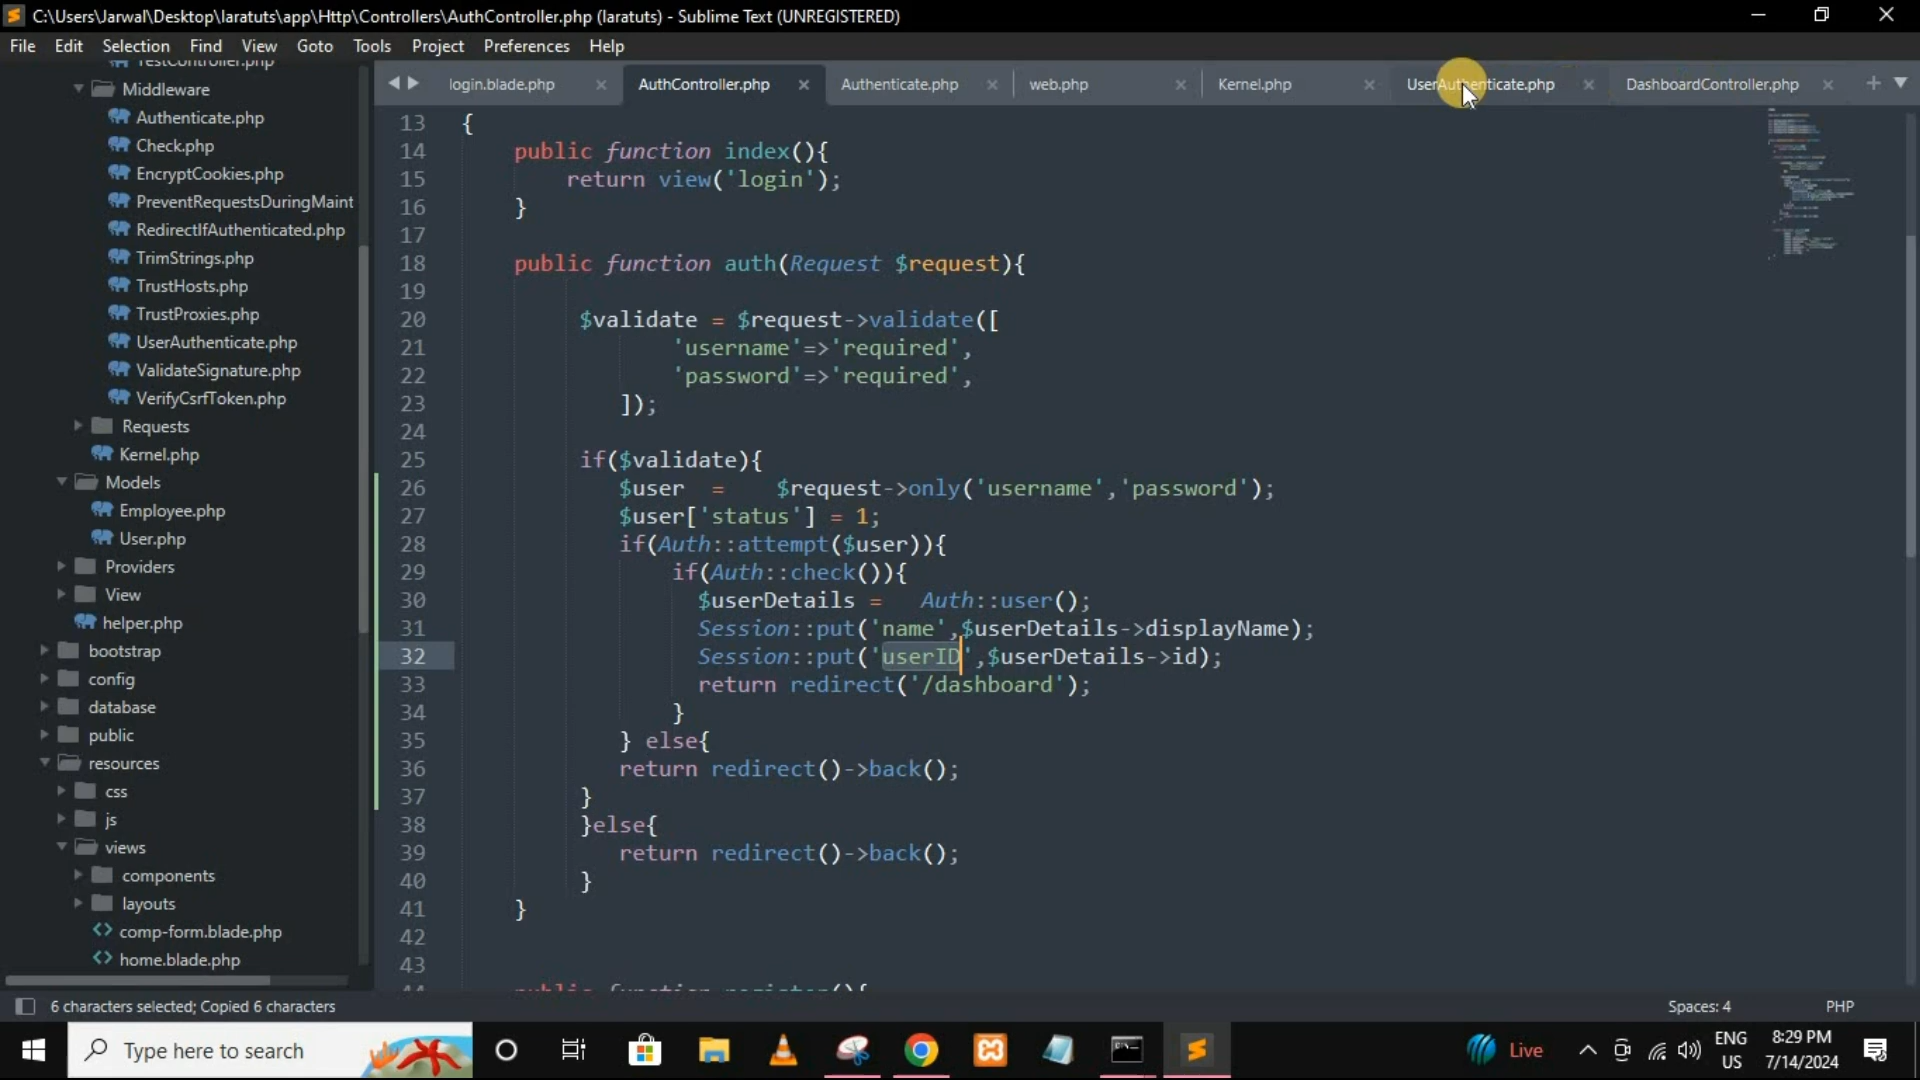 C:\Users\Jarwal\Desktop\laratuts\app\Http\Controllers\AuthController.php (laratuts) - Sublime Text (UNREGISTERED)
File Edit Selection Find View Goto Tools Project Preferences Help
login.blade.php AuthController.php Authenticate.php web.php Kernel.php UserAuthenticate.php DashboardController.php
TestController.php
Middleware
Authenticate.php
Check.php
EncryptCookies.php
PreventRequestsDuringMaint
RedirectIfAuthenticated.php
TrimStrings.php
TrustHosts.php
TrustProxies.php
UserAuthenticate.php
ValidateSignature.php
VerifyCsrfToken.php
Requests
Kernel.php
Models
Employee.php
User.php
Providers
View
helper.php
bootstrap
config
database
public
resources
css
js
views
components
layouts
comp-form.blade.php
home.blade.php
13 {
14 public function index(){
15 return view('login');
16 }
17
18 public function auth(Request $request){
19
20 $validate = $request->validate([
21 'username'=>'required',
22 'password'=>'required',
23 ]);
24
25 if($validate){
26 $user = $request->only('username','password');
27 $user['status'] = 1;
28 if(Auth::attempt($user)){
29 if(Auth::check()){
30 $userDetails = Auth::user();
31 Session::put('name',$userDetails->displayName);
32 Session::put('userID',$userDetails->id);
33 return redirect('/dashboard');
34 }
35 } else{
36 return redirect()->back();
37 }
38 }else{
39 return redirect()->back();
40 }
41 }
42
43
44 public function register(){
6 characters selected; Copied 6 characters
Spaces: 4 PHP
Type here to search
Live
ENG
US
8:29 PM
7/14/2024